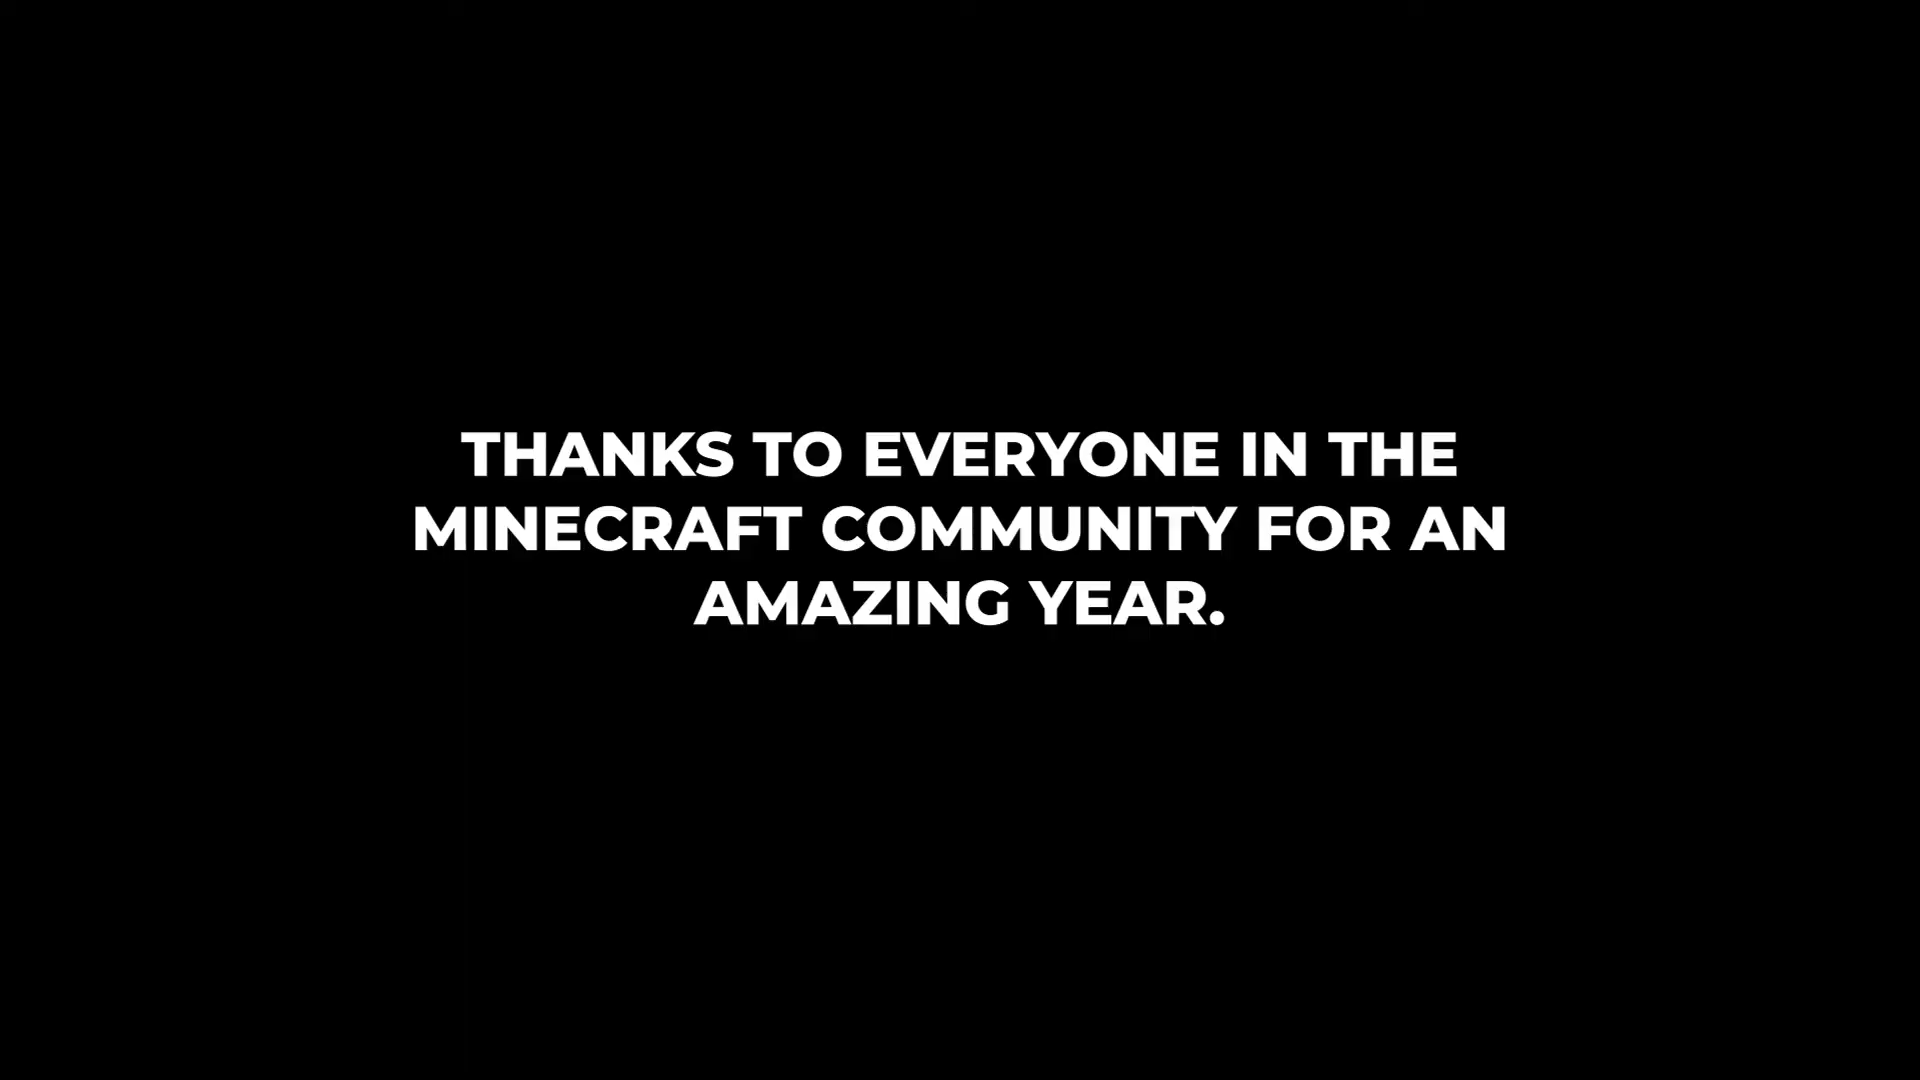 THANKS TO EVERYONE IN THE
MINECRAFT COMMUNITY FOR AN
AMAZING YEAR.